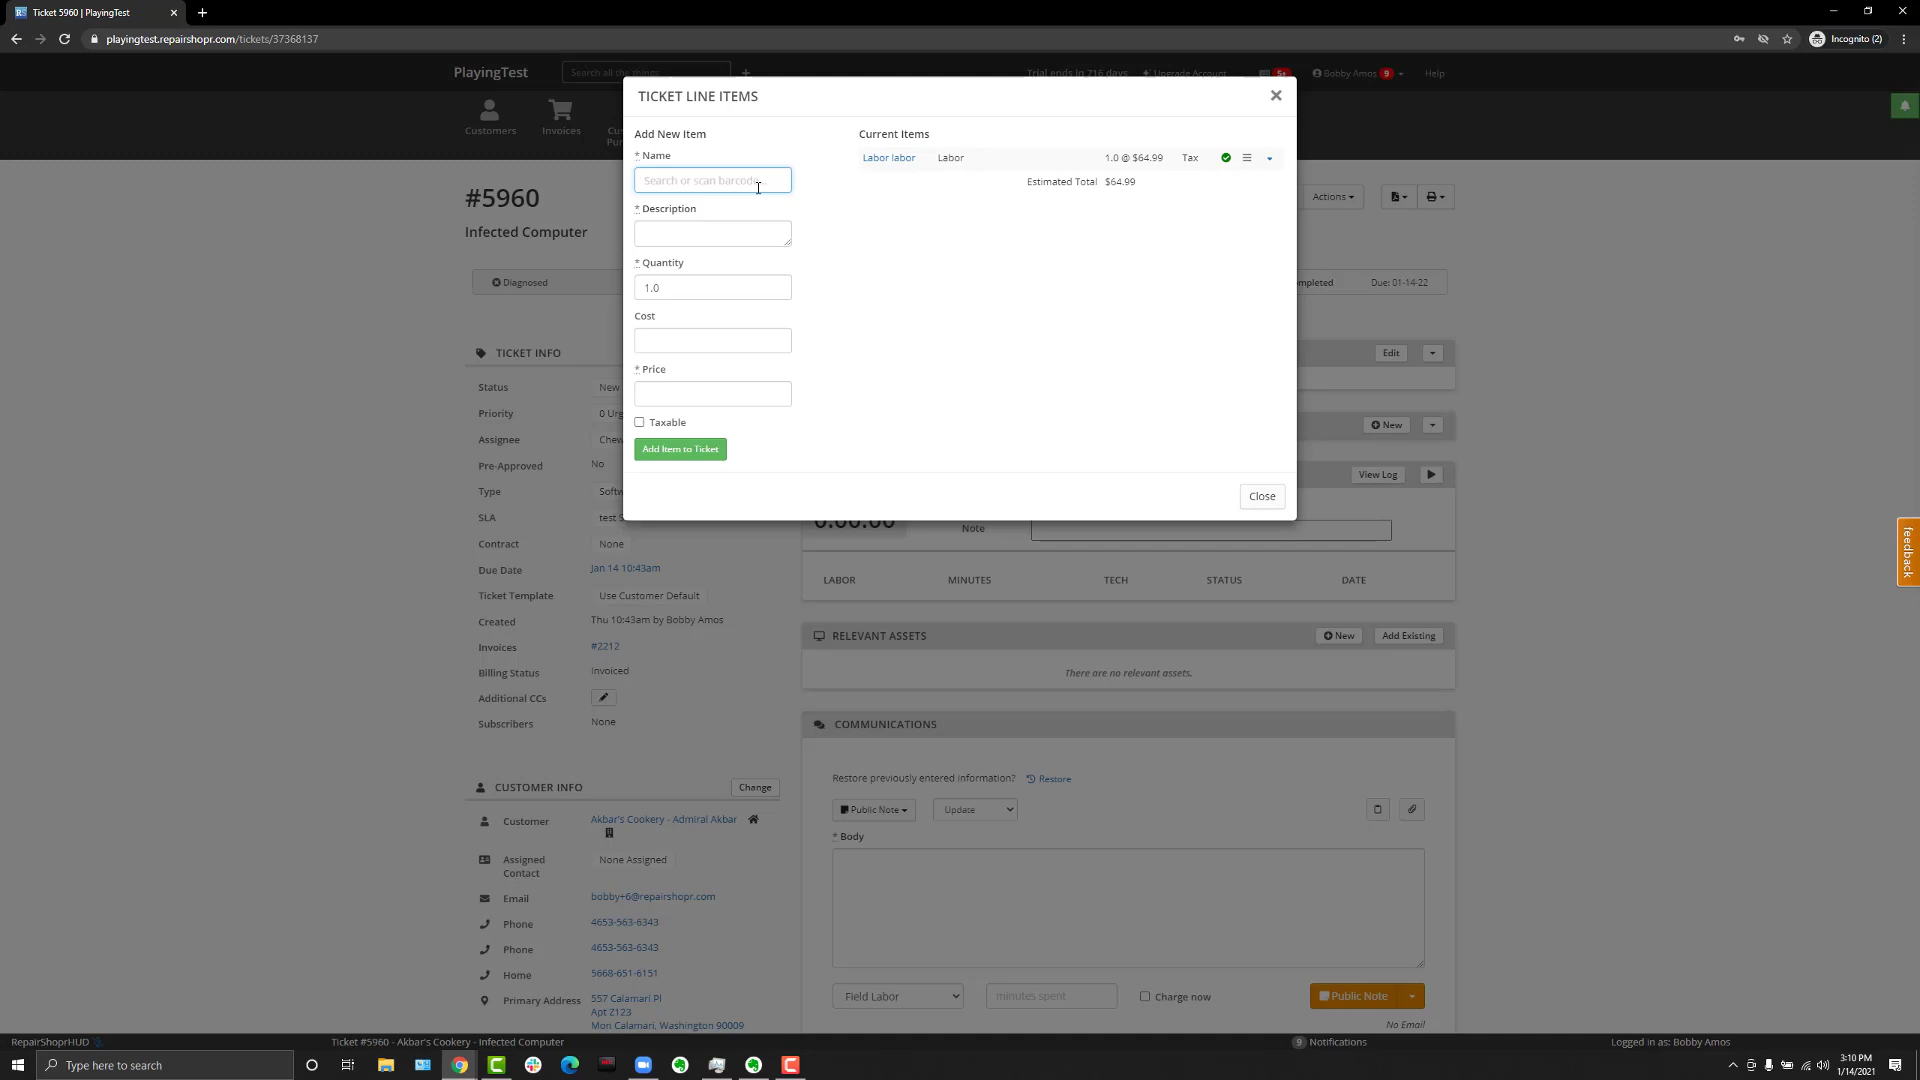 Ticket 5960 | PlayingTest
playingtest.repairshopr.com/tickets/37368137
Incognito (2)
PlayingTest
Search all the things
Trial ends in 716 days
Upgrade Account
5+
Bobby Amos 9
Help
Customers
Invoices
TICKET LINE ITEMS
Add New Item
* Name
Search or scan barcode
* Description
* Quantity
1.0
Cost
* Price
Taxable
Add Item to Ticket
Current Items
Labor labor Labor 1.0 @ $64.99 Tax
Estimated Total $64.99
Close
#5960
Infected Computer
Actions
Diagnosed
Due: 01-14-22
TICKET INFO
Status New
Priority
Assignee
Pre-Approved No
Type
SLA
Contract None
Due Date Jan 14 10:43am
Ticket Template Use Customer Default
Created Thu 10:43am by Bobby Amos
Invoices #2212
Billing Status Invoiced
Additional CCs
Subscribers None
Edit
New
View Log
Note
LABOR MINUTES TECH STATUS DATE
RELEVANT ASSETS
New
Add Existing
There are no relevant assets.
COMMUNICATIONS
Restore previously entered information? Restore
Public Note
Update
* Body
Field Labor
minutes spent
Charge now
Public Note
No Email
CUSTOMER INFO
Change
Customer Akbar's Cookery - Admiral Akbar
Assigned Contact None Assigned
Email bobby+6@repairshopr.com
Phone 4653-563-6343
Phone 4653-563-6343
Home 5668-651-6151
Primary Address 557 Calamari Pl
Apt Z123
Mon Calamari, Washington 90009
feedback
RepairShoprHUD
Ticket #5960 - Akbar's Cookery - Infected Computer
9 Notifications
Logged in as: Bobby Amos
Type here to search
3:10 PM
1/14/2021